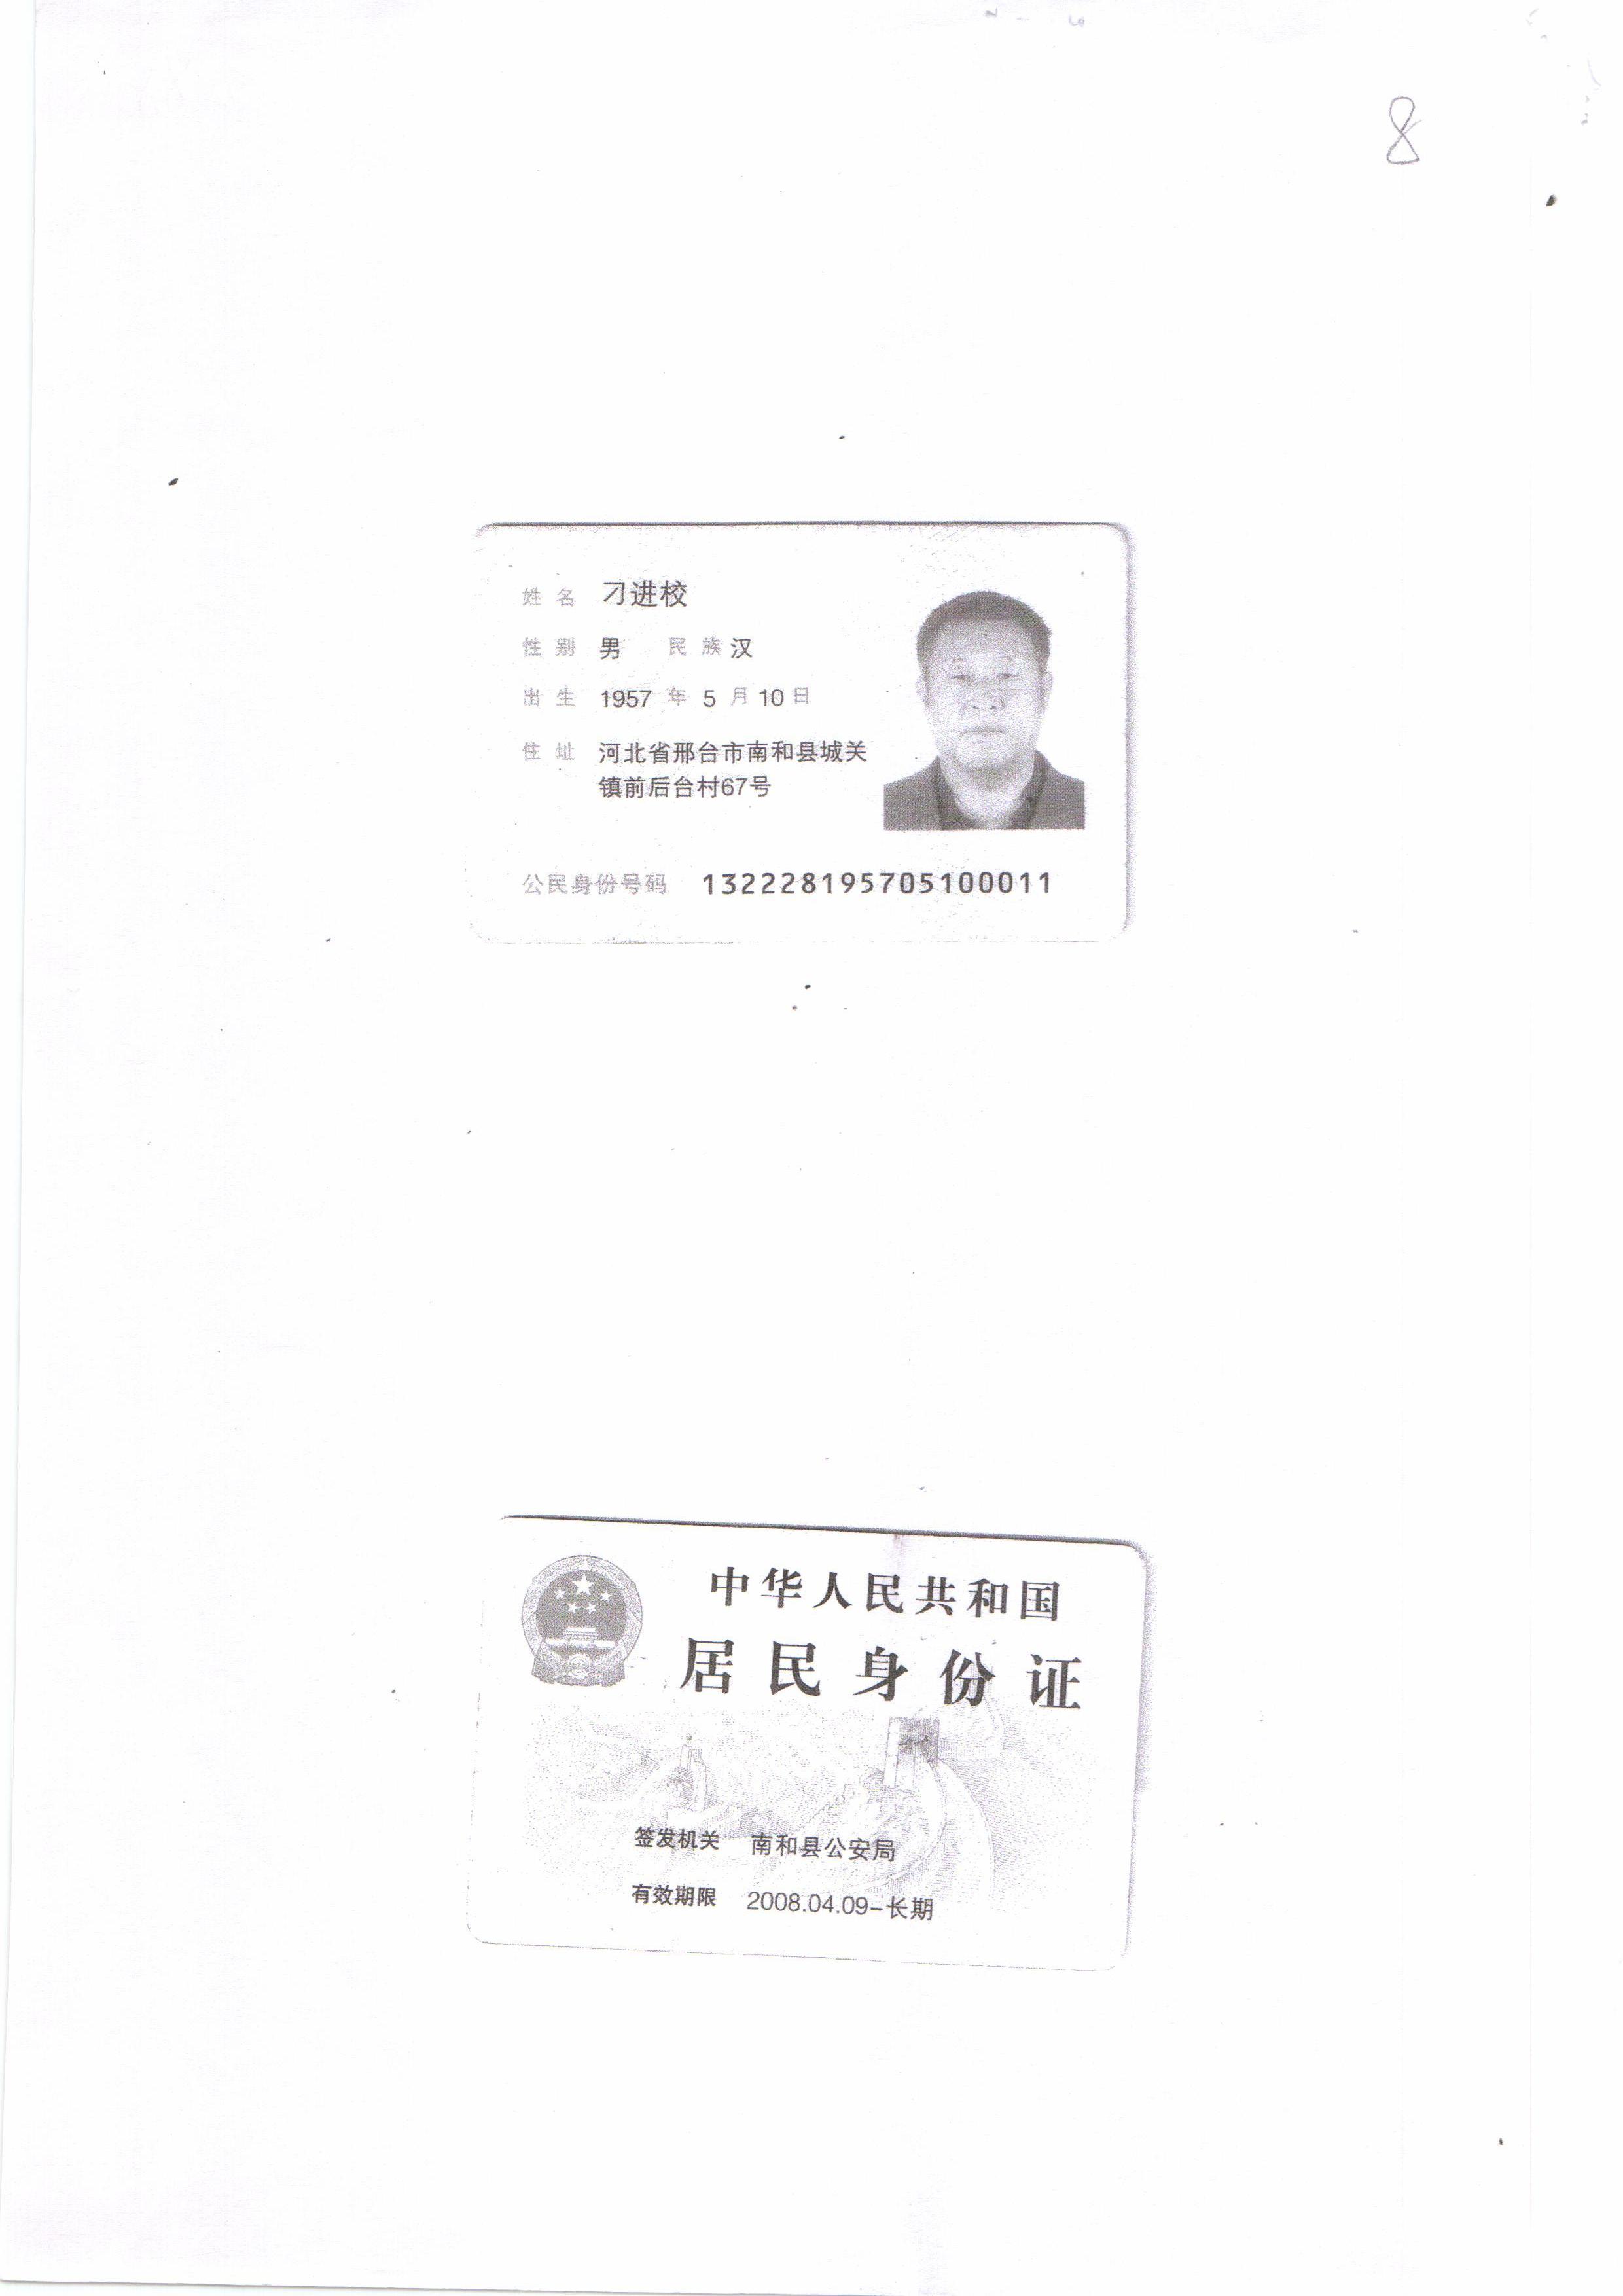 8
姓名 刁进校
性别 男 民族 汉
出生 1957 年 5 月 10 日
住址 河北省邢台市南和县城关
镇前后台村67号
公民身份号码 132228195705100011
中华人民共和国
居民身份证
签发机关 南和县公安局
有效期限 2008.04.09-长期